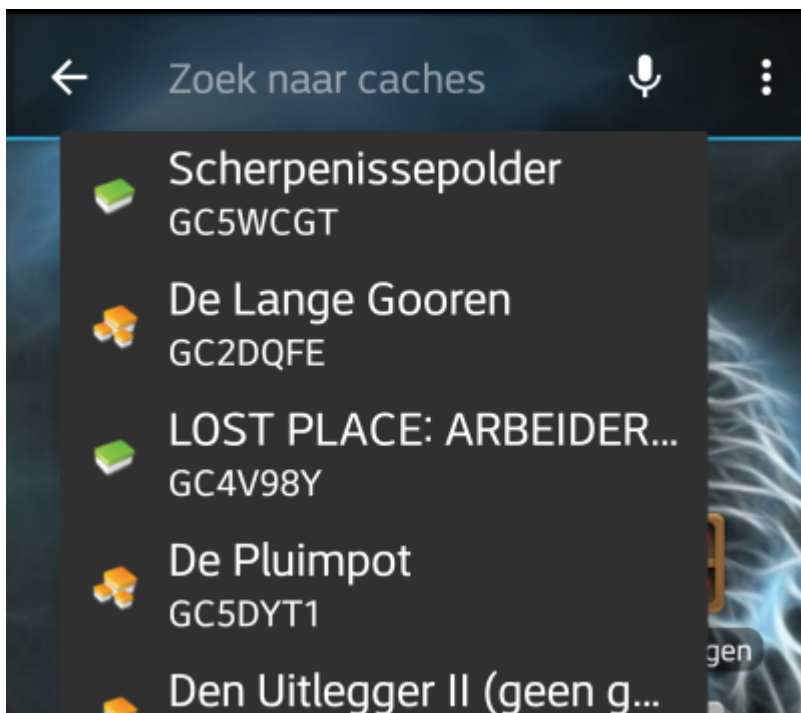 Zoek naar caches
Scherpenissepolder
GC5WCGT
De Lange Gooren
GC2DQFE
LOST PLACE: ARBEIDER...
GC4V98Y
De Pluimpot
GC5DYT1
gen
Den Uitlegger II (geen g...